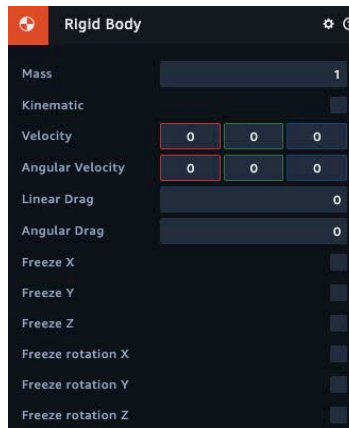 Rigid Body
Mass 1
Kinematic
Velocity 0 0 0
Angular Velocity 0 0 0
Linear Drag 0
Angular Drag 0
Freeze X
Freeze Y
Freeze Z
Freeze rotation X
Freeze rotation Y
Freeze rotation Z